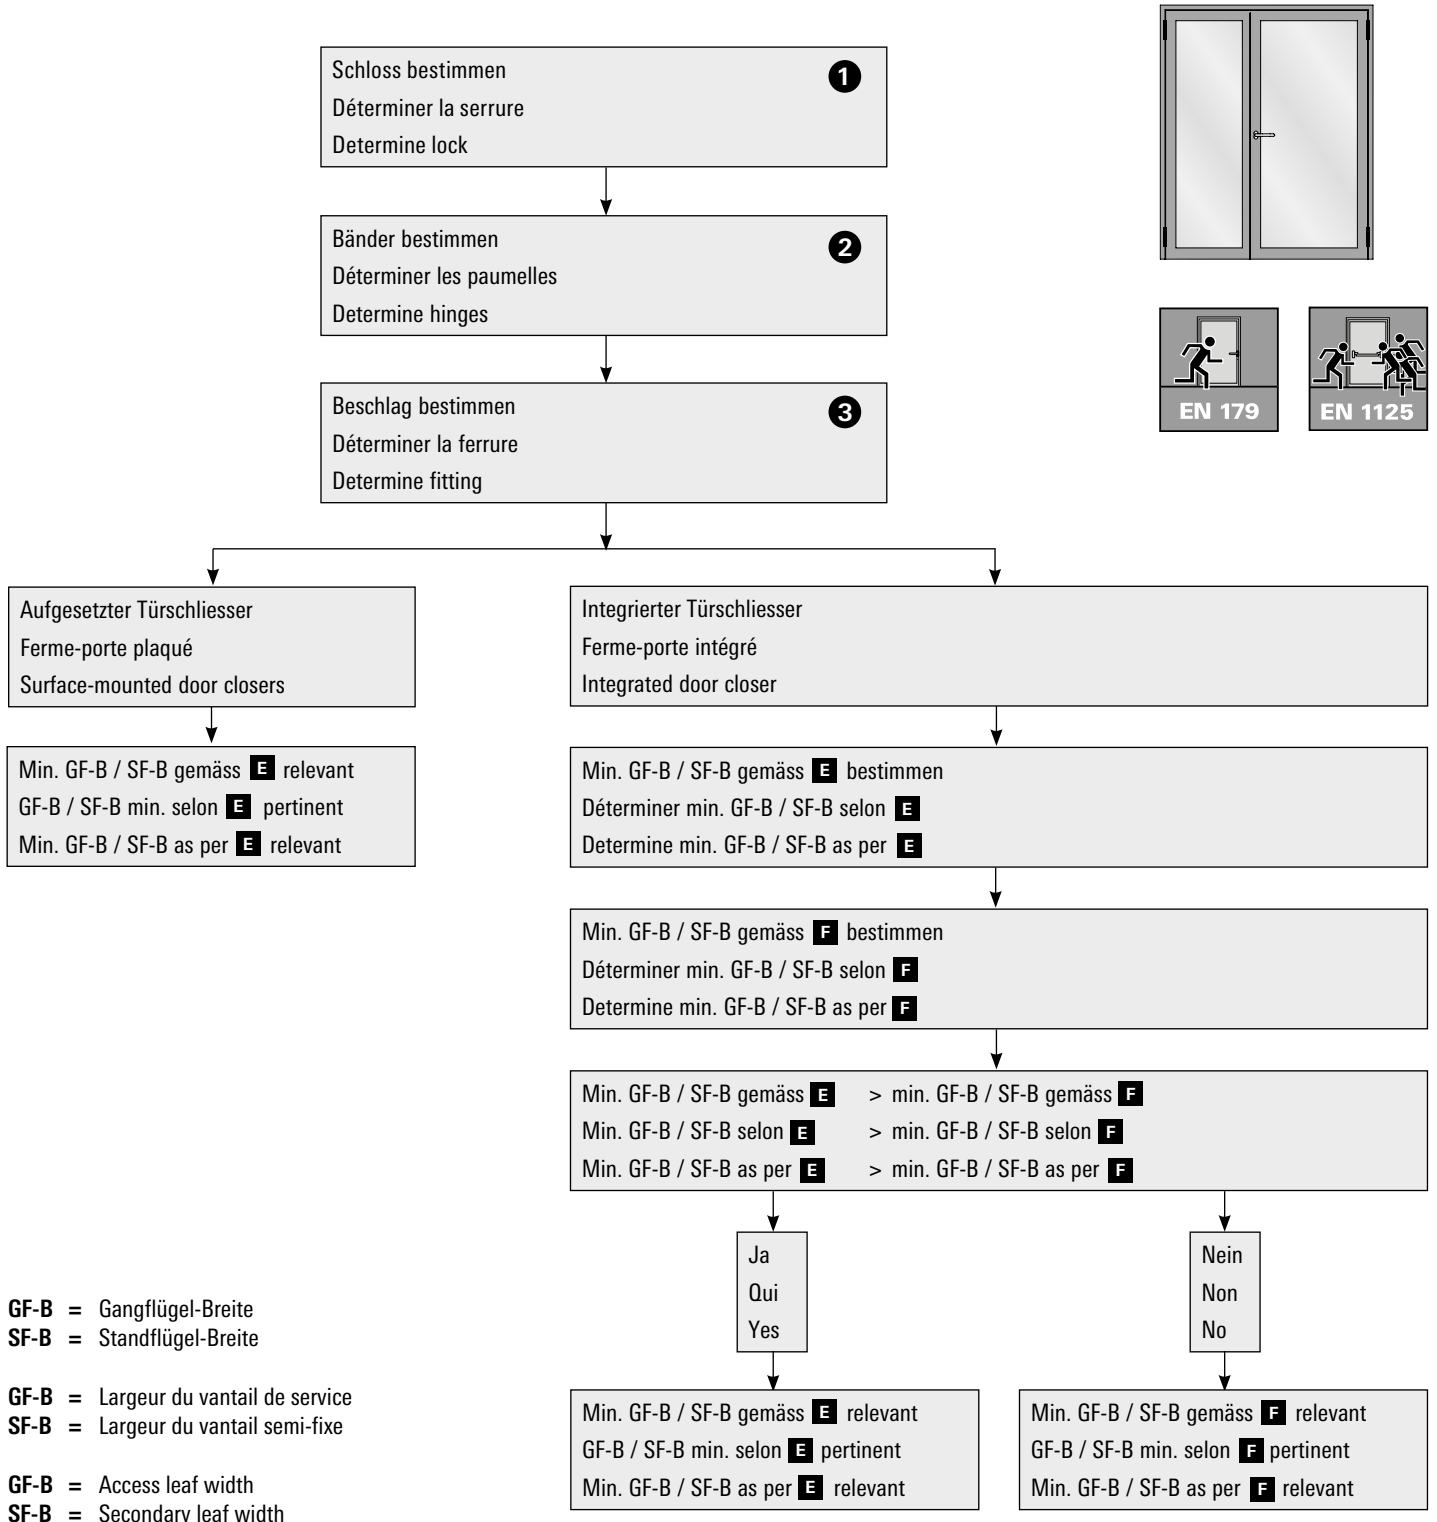 Schloss bestimmen
Déterminer la serrure
Determine lock
1
Bänder bestimmen
Déterminer les paumelles
Determine hinges
2
EN 179
EN 1125
Beschlag bestimmen
Déterminer la ferrure
Determine fitting
3
Aufgesetzter Türschliesser
Ferme-porte plaqué
Surface-mounted door closers
Integrierter Türschliesser
Ferme-porte intégré
Integrated door closer
Min. GF-B / SF-B gemäss E relevant
GF-B / SF-B min. selon E pertinent
Min. GF-B / SF-B as per E relevant
Min. GF-B / SF-B gemäss E bestimmen
Déterminer min. GF-B / SF-B selon E
Determine min. GF-B / SF-B as per E
Min. GF-B / SF-B gemäss F bestimmen
Déterminer min. GF-B / SF-B selon F
Determine min. GF-B / SF-B as per F
Min. GF-B / SF-B gemäss E > min. GF-B / SF-B gemäss F
Min. GF-B / SF-B selon E > min. GF-B / SF-B selon F
Min. GF-B / SF-B as per E > min. GF-B / SF-B as per F
Ja
Qui
Yes
Nein
Non
No
Min. GF-B / SF-B gemäss E relevant
GF-B / SF-B min. selon E pertinent
Min. GF-B / SF-B as per E relevant
Min. GF-B / SF-B gemäss F relevant
GF-B / SF-B min. selon F pertinent
Min. GF-B / SF-B as per F relevant
GF-B = Gangflügel-Breite
SF-B = Standflügel-Breite
GF-B = Largeur du vantail de service
SF-B = Largeur du vantail semi-fixe
GF-B = Access leaf width
SF-B = Secondary leaf width